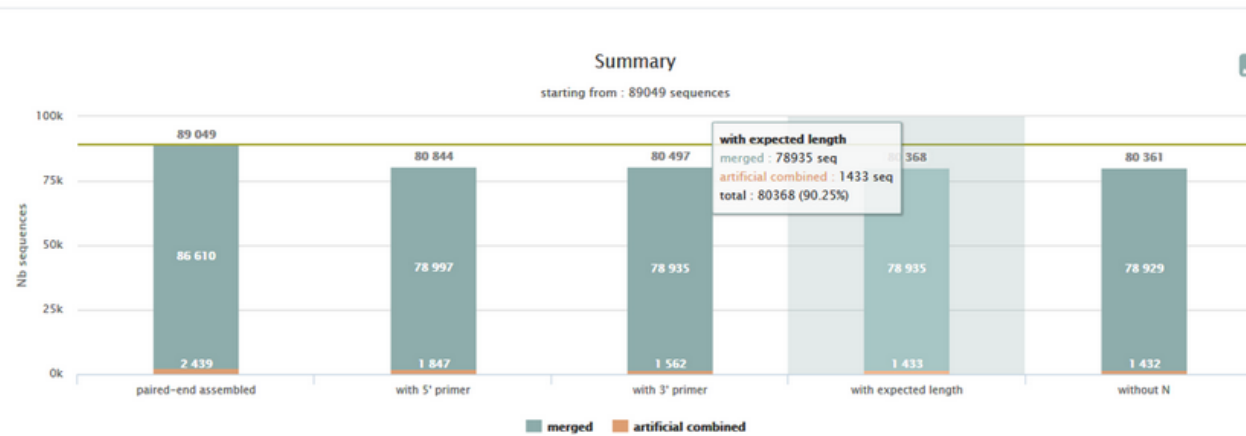 Summary
starting from : 89049 sequences
100k
75k
50k
25k
0k
Nb sequences
89 049
80 844
80 497
368
80 361
with expected length
merged : 78935 seq
artificial combined : 1433 seq
total : 80368 (90.25%)
86 610
78 997
78 935
78 935
78 929
2 439
1 847
1 562
1 433
1 432
paired-end assembled
with 5' primer
with 3' primer
with expected length
without N
merged
artificial combined